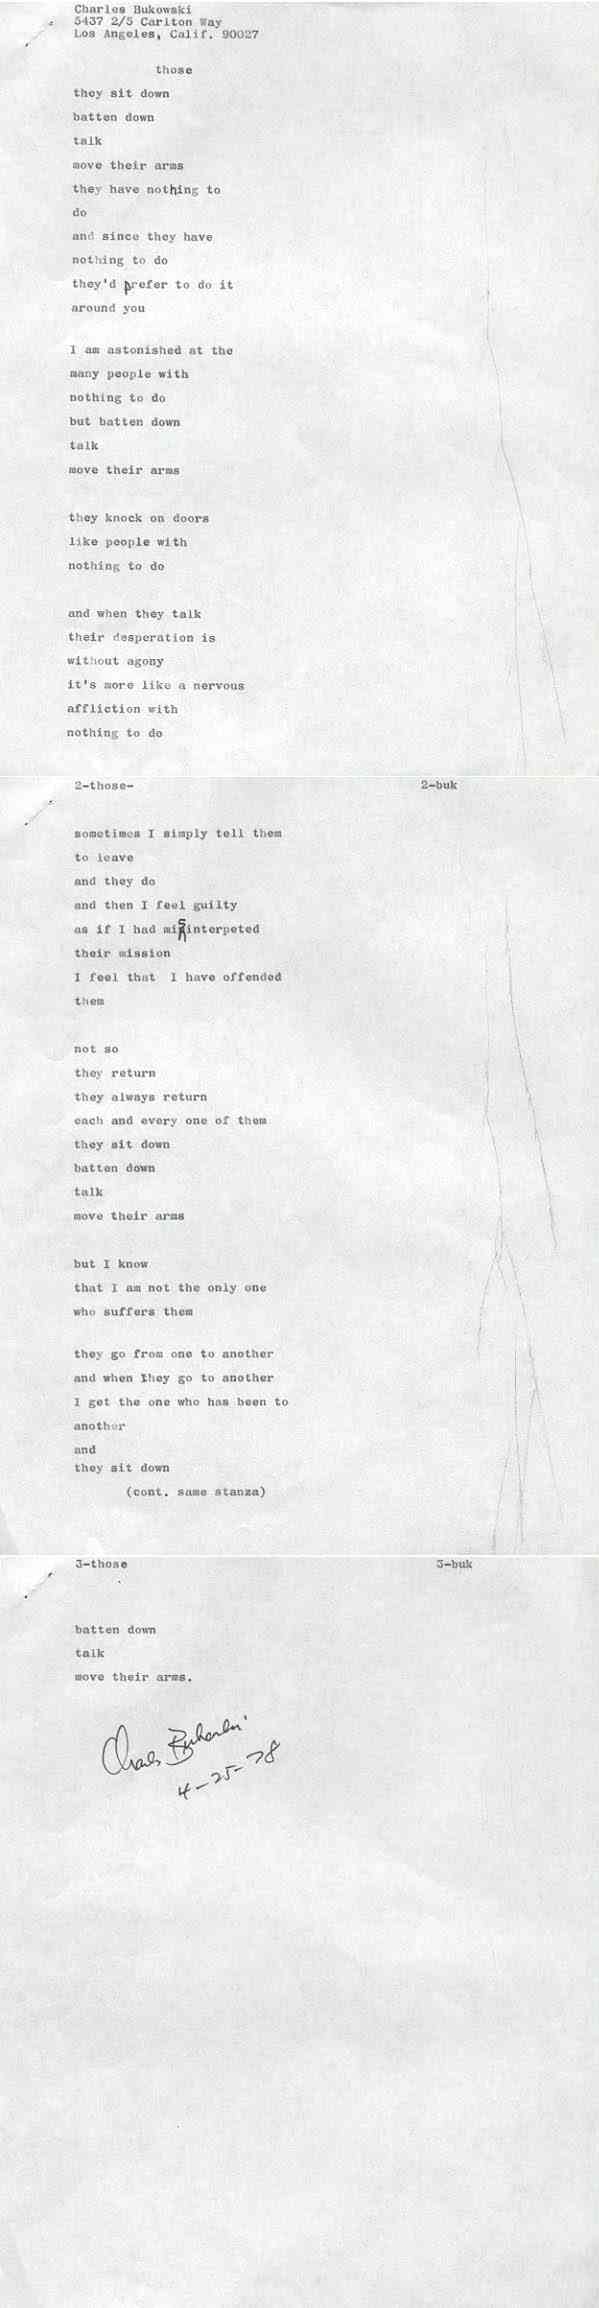 Charles Bukowski
5437 2/5 Carlton Way
Los Angeles, Calif. 90027
those
they sit down
batten down
talk
move their arms
they have nothing to
do
and since they have
nothing to do
they'd prefer to do it
around you
I am astonished at the
many people with
nothing to do
but batten down
talk
move their arms
they knock on doors
like people with
nothing to do
and when they talk
their desperation is
without agony
it's more like a nervous
affliction with
nothing to do
2-those- 2-buk
sometimes I simply tell them
to leave
and they do
and then I feel guilty
as if I had misinterpeted
their mission
I feel that I have offended
them
not so
they return
they always return
each and every one of them
they sit down
batten down
talk
move their arms
but I know
that I am not the only one
who suffers them
they go from one to another
and when they go to another
I get the one who has been to
another
and
they sit down
(cont. same stanza)
3-those 3-buk
batten down
talk
move their arms.
Charles Bukowski
4-25-78